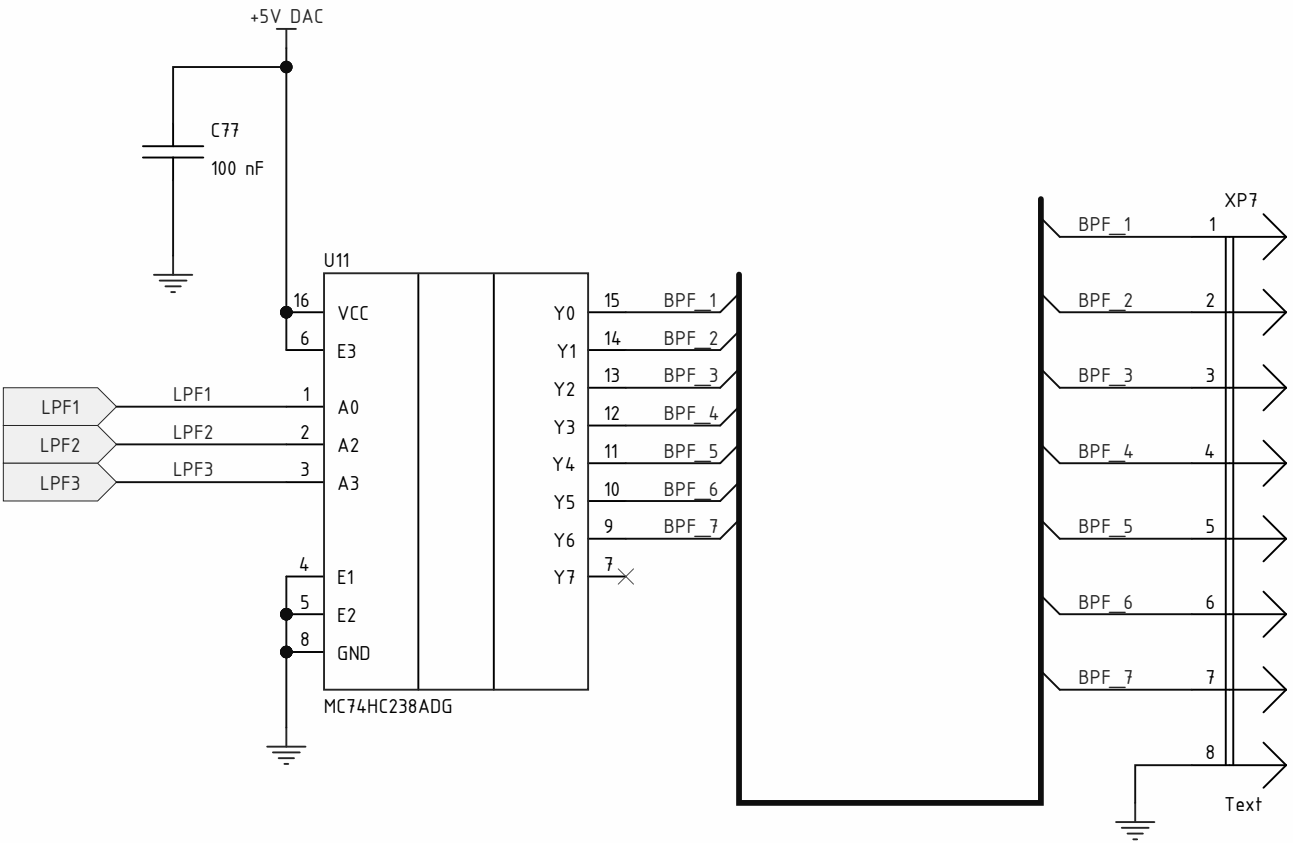 +5V DAC
C77
100 nF
XP7
BPF_1 1
U11
16 VCC Y0 15 BPF_1
BPF_2 2
6 E3 Y1 14 BPF_2
Y2 13 BPF_3
BPF_3 3
LPF1 LPF1 1 A0
Y3 12 BPF_4
LPF2 LPF2 2 A2
Y4 11 BPF_5
BPF_4 4
LPF3 LPF3 3 A3
Y5 10 BPF_6
Y6 9 BPF_7
BPF_5 5
4 E1 Y7 7
5 E2
BPF_6 6
8 GND
BPF_7 7
MC74HC238ADG
8
Text